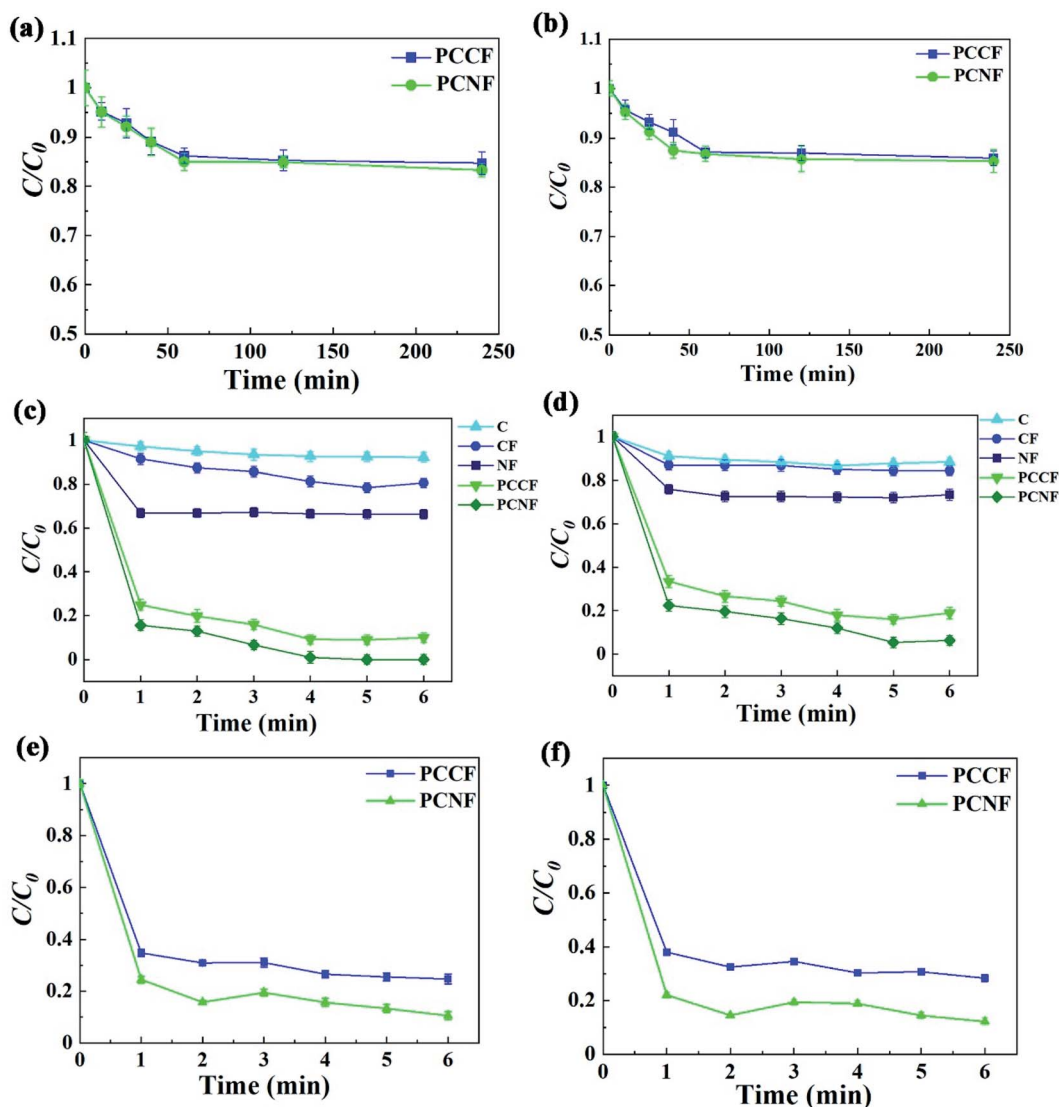 (a)
1.1
1
0.9
0.8
0.7
0.6
0.5
C/C0
0 50 100 150 200 250
Time (min)
PCCF
PCNF
(b)
1.1
1
0.9
0.8
0.7
0.6
0.5
C/C0
0 50 100 150 200 250
Time (min)
PCCF
PCNF
(c)
1
0.8
0.6
0.4
0.2
0
C/C0
0 1 2 3 4 5 6
Time (min)
C
CF
NF
PCCF
PCNF
(d)
1
0.8
0.6
0.4
0.2
0
C/C0
0 1 2 3 4 5 6
Time (min)
C
CF
NF
PCCF
PCNF
(e)
1
0.8
0.6
0.4
0.2
0
C/C0
0 1 2 3 4 5 6
Time (min)
PCCF
PCNF
(f)
1
0.8
0.6
0.4
0.2
0
C/C0
0 1 2 3 4 5 6
Time (min)
PCCF
PCNF